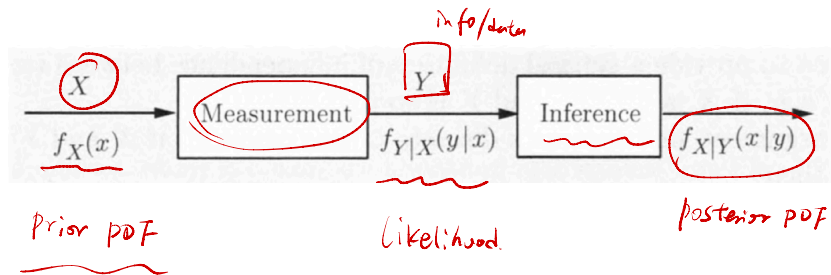 info/data
X
Y
Measurement
Inference
f_X(x)
f_{Y|X}(y|x)
f_{X|Y}(x|y)
prior PDF
Likelihood.
posterior PDF